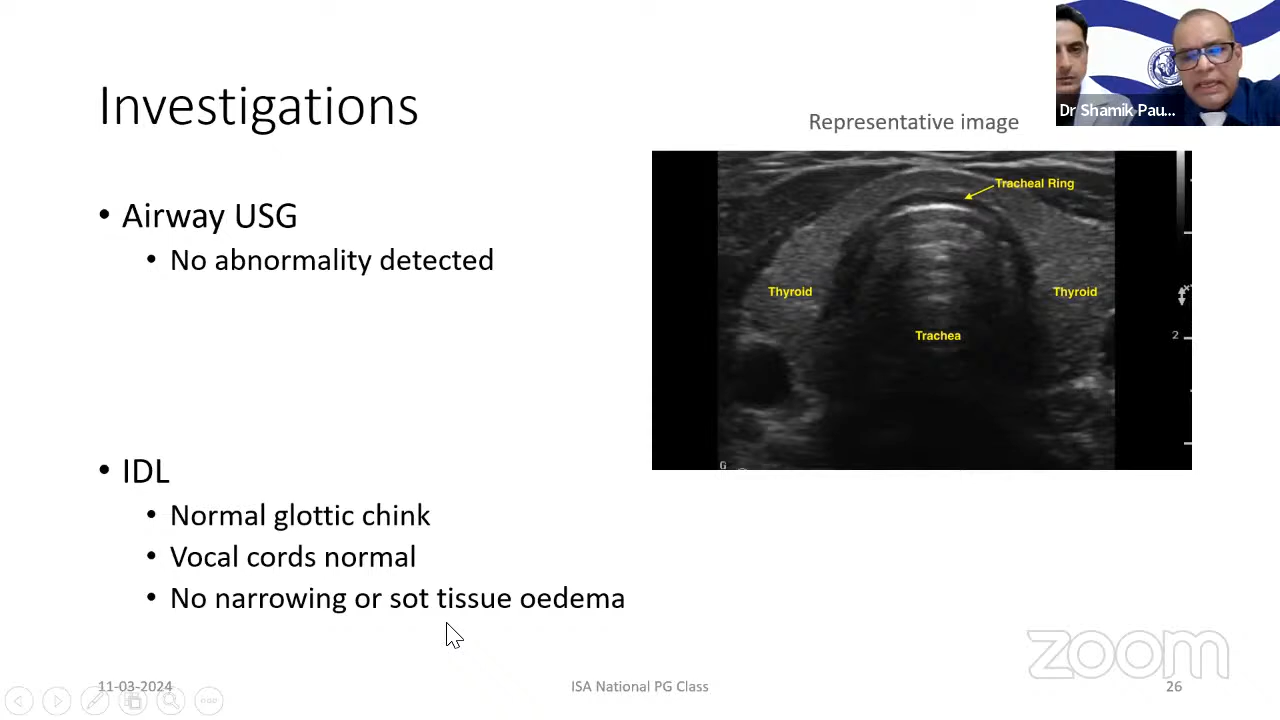 Investigations
Representative image
Dr Shamik Pau...
• Airway USG
• No abnormality detected
Tracheal Ring
Thyroid
Thyroid
Trachea
2
G
• IDL
• Normal glottic chink
• Vocal cords normal
• No narrowing or sot tissue oedema
zoom
11-03-2024
ISA National PG Class
26